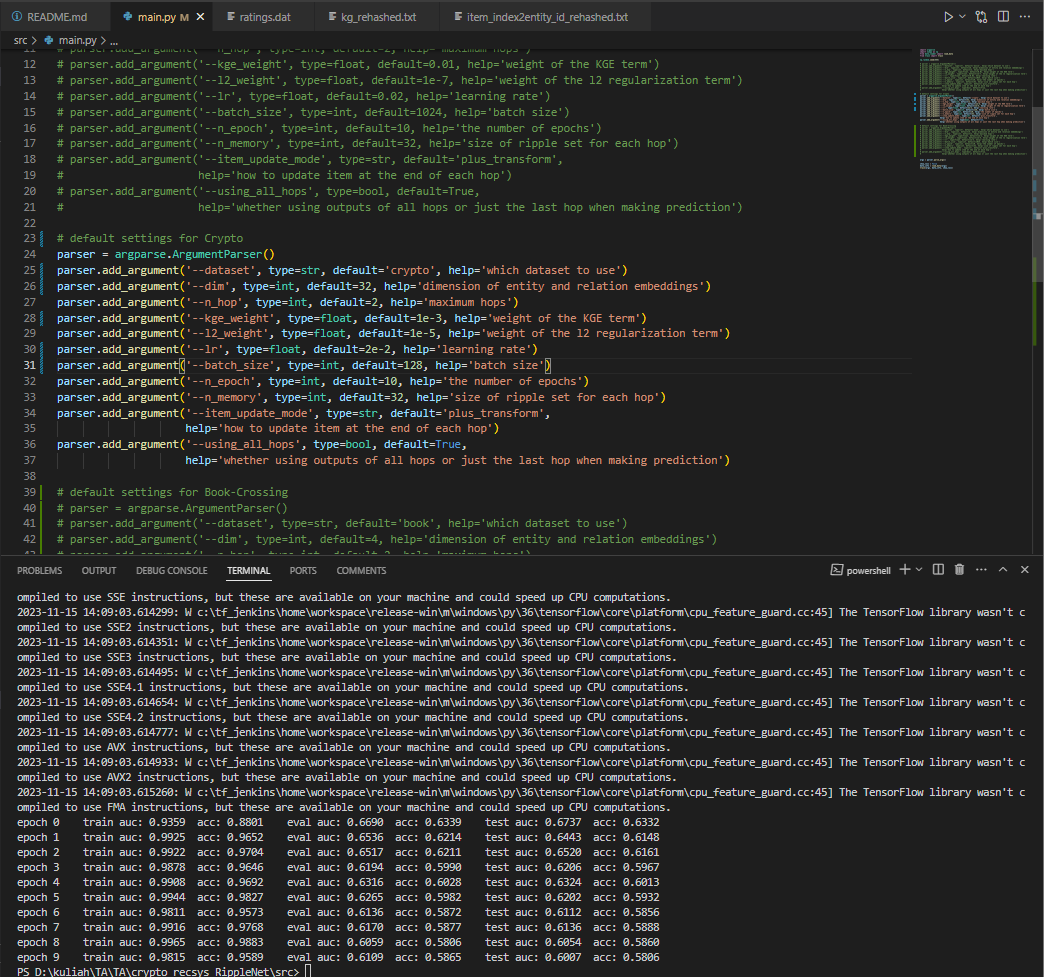 README.md
main.py M
ratings.dat
kg_rehashed.txt
item_index2entity_id_rehashed.txt
src > main.py > ...
11 # parser.add_argument('--n_hop', type=int, default=2, help='maximum hops')
12 # parser.add_argument('--kge_weight', type=float, default=0.01, help='weight of the KGE term')
13 # parser.add_argument('--l2_weight', type=float, default=1e-7, help='weight of the l2 regularization term')
14 # parser.add_argument('--lr', type=float, default=0.02, help='learning rate')
15 # parser.add_argument('--batch_size', type=int, default=1024, help='batch size')
16 # parser.add_argument('--n_epoch', type=int, default=10, help='the number of epochs')
17 # parser.add_argument('--n_memory', type=int, default=32, help='size of ripple set for each hop')
18 # parser.add_argument('--item_update_mode', type=str, default='plus_transform',
19 # help='how to update item at the end of each hop')
20 # parser.add_argument('--using_all_hops', type=bool, default=True,
21 # help='whether using outputs of all hops or just the last hop when making prediction')
22
23 # default settings for Crypto
24 parser = argparse.ArgumentParser()
25 parser.add_argument('--dataset', type=str, default='crypto', help='which dataset to use')
26 parser.add_argument('--dim', type=int, default=32, help='dimension of entity and relation embeddings')
27 parser.add_argument('--n_hop', type=int, default=2, help='maximum hops')
28 parser.add_argument('--kge_weight', type=float, default=1e-3, help='weight of the KGE term')
29 parser.add_argument('--l2_weight', type=float, default=1e-5, help='weight of the l2 regularization term')
30 parser.add_argument('--lr', type=float, default=2e-2, help='learning rate')
31 parser.add_argument('--batch_size', type=int, default=128, help='batch size')
32 parser.add_argument('--n_epoch', type=int, default=10, help='the number of epochs')
33 parser.add_argument('--n_memory', type=int, default=32, help='size of ripple set for each hop')
34 parser.add_argument('--item_update_mode', type=str, default='plus_transform',
35 help='how to update item at the end of each hop')
36 parser.add_argument('--using_all_hops', type=bool, default=True,
37 help='whether using outputs of all hops or just the last hop when making prediction')
38
39 # default settings for Book-Crossing
40 # parser = argparse.ArgumentParser()
41 # parser.add_argument('--dataset', type=str, default='book', help='which dataset to use')
42 # parser.add_argument('--dim', type=int, default=4, help='dimension of entity and relation embeddings')
43 # parser.add_argument('--n_hop', type=int, default=2, help='maximum hops')
PROBLEMS OUTPUT DEBUG CONSOLE TERMINAL PORTS COMMENTS
powershell
ompiled to use SSE instructions, but these are available on your machine and could speed up CPU computations.
2023-11-15 14:09:03.614299: W c:\tf_jenkins\home\workspace\release-win\m\windows\py\36\tensorflow\core\platform\cpu_feature_guard.cc:45] The TensorFlow library wasn't c
ompiled to use SSE2 instructions, but these are available on your machine and could speed up CPU computations.
2023-11-15 14:09:03.614351: W c:\tf_jenkins\home\workspace\release-win\m\windows\py\36\tensorflow\core\platform\cpu_feature_guard.cc:45] The TensorFlow library wasn't c
ompiled to use SSE3 instructions, but these are available on your machine and could speed up CPU computations.
2023-11-15 14:09:03.614495: W c:\tf_jenkins\home\workspace\release-win\m\windows\py\36\tensorflow\core\platform\cpu_feature_guard.cc:45] The TensorFlow library wasn't c
ompiled to use SSE4.1 instructions, but these are available on your machine and could speed up CPU computations.
2023-11-15 14:09:03.614654: W c:\tf_jenkins\home\workspace\release-win\m\windows\py\36\tensorflow\core\platform\cpu_feature_guard.cc:45] The TensorFlow library wasn't c
ompiled to use SSE4.2 instructions, but these are available on your machine and could speed up CPU computations.
2023-11-15 14:09:03.614777: W c:\tf_jenkins\home\workspace\release-win\m\windows\py\36\tensorflow\core\platform\cpu_feature_guard.cc:45] The TensorFlow library wasn't c
ompiled to use AVX instructions, but these are available on your machine and could speed up CPU computations.
2023-11-15 14:09:03.614933: W c:\tf_jenkins\home\workspace\release-win\m\windows\py\36\tensorflow\core\platform\cpu_feature_guard.cc:45] The TensorFlow library wasn't c
ompiled to use AVX2 instructions, but these are available on your machine and could speed up CPU computations.
2023-11-15 14:09:03.615260: W c:\tf_jenkins\home\workspace\release-win\m\windows\py\36\tensorflow\core\platform\cpu_feature_guard.cc:45] The TensorFlow library wasn't c
ompiled to use FMA instructions, but these are available on your machine and could speed up CPU computations.
epoch 0 train auc: 0.9359 acc: 0.8801 eval auc: 0.6690 acc: 0.6339 test auc: 0.6737 acc: 0.6332
epoch 1 train auc: 0.9925 acc: 0.9652 eval auc: 0.6536 acc: 0.6214 test auc: 0.6443 acc: 0.6148
epoch 2 train auc: 0.9922 acc: 0.9704 eval auc: 0.6517 acc: 0.6211 test auc: 0.6520 acc: 0.6161
epoch 3 train auc: 0.9878 acc: 0.9646 eval auc: 0.6194 acc: 0.5990 test auc: 0.6206 acc: 0.5967
epoch 4 train auc: 0.9908 acc: 0.9692 eval auc: 0.6316 acc: 0.6028 test auc: 0.6324 acc: 0.6013
epoch 5 train auc: 0.9944 acc: 0.9827 eval auc: 0.6265 acc: 0.5982 test auc: 0.6202 acc: 0.5932
epoch 6 train auc: 0.9811 acc: 0.9573 eval auc: 0.6136 acc: 0.5872 test auc: 0.6112 acc: 0.5856
epoch 7 train auc: 0.9916 acc: 0.9768 eval auc: 0.6170 acc: 0.5877 test auc: 0.6136 acc: 0.5888
epoch 8 train auc: 0.9965 acc: 0.9883 eval auc: 0.6059 acc: 0.5806 test auc: 0.6054 acc: 0.5860
epoch 9 train auc: 0.9815 acc: 0.9589 eval auc: 0.6109 acc: 0.5865 test auc: 0.6007 acc: 0.5806
PS D:\kuliah\TA\TA\crypto recsys RippleNet\src>